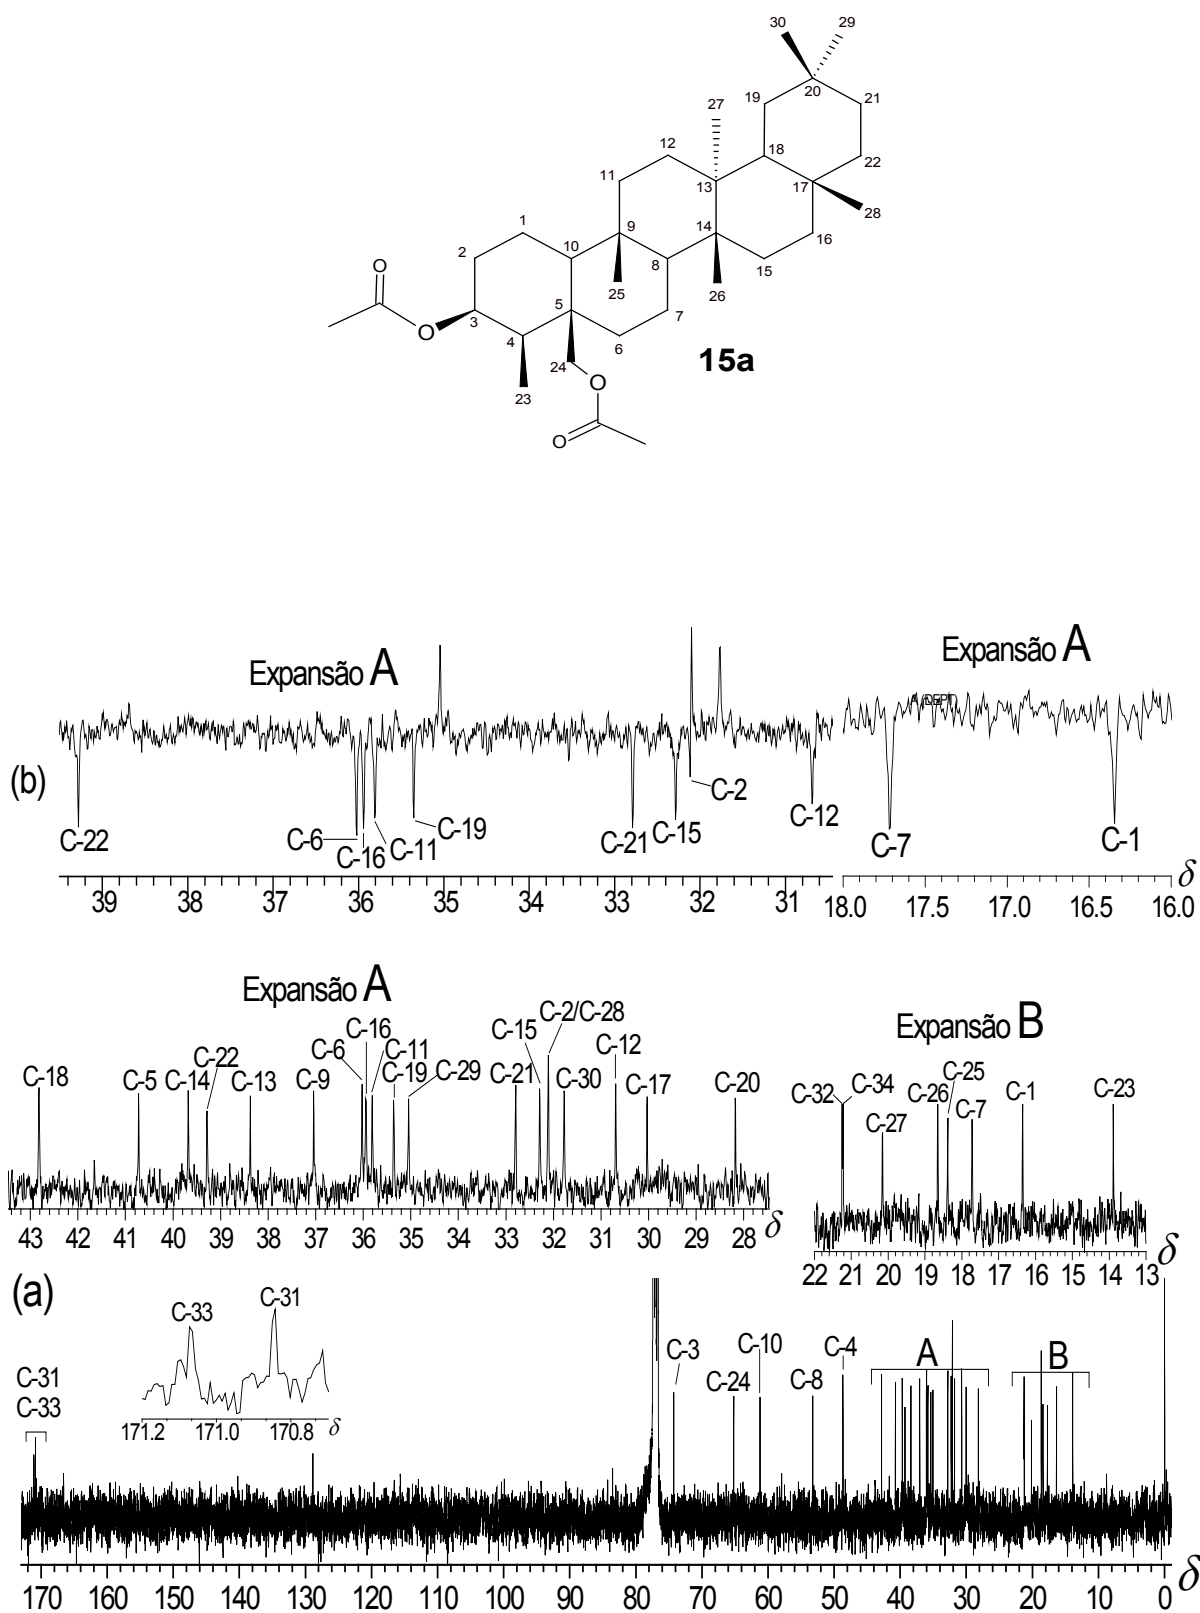 30 29
20
19 21
27
12 18 22
11 13 17
28
1 9 14 16
2 10 8 15
O 25 26
3 5 7
O 4 6
24 15a
23 O
O
Expansão A
Expansão A
(b)
C-22
C-6
C-16
C-11
C-19
C-21
C-15
C-2
C-12
C-7
C-1
39 38 37 36 35 34 33 32 31
18.0 17.5 17.0 16.5 16.0
δ
Expansão A
C-18
C-5
C-14
C-22
C-13
C-9
C-6
C-16
C-11
C-19
C-29
C-21
C-15
C-2/C-28
C-30
C-12
C-17
C-20
43 42 41 40 39 38 37 36 35 34 33 32 31 30 29 28 δ
Expansão B
C-32
C-34
C-27
C-26
C-25
C-7
C-1
C-23
22 21 20 19 18 17 16 15 14 13 δ
(a)
C-33
C-31
171.2 171.0 170.8 δ
C-31
C-33
C-3
C-24
C-10
C-8
C-4
A
B
170 160 150 140 130 120 110 100 90 80 70 60 50 40 30 20 10 0 δ